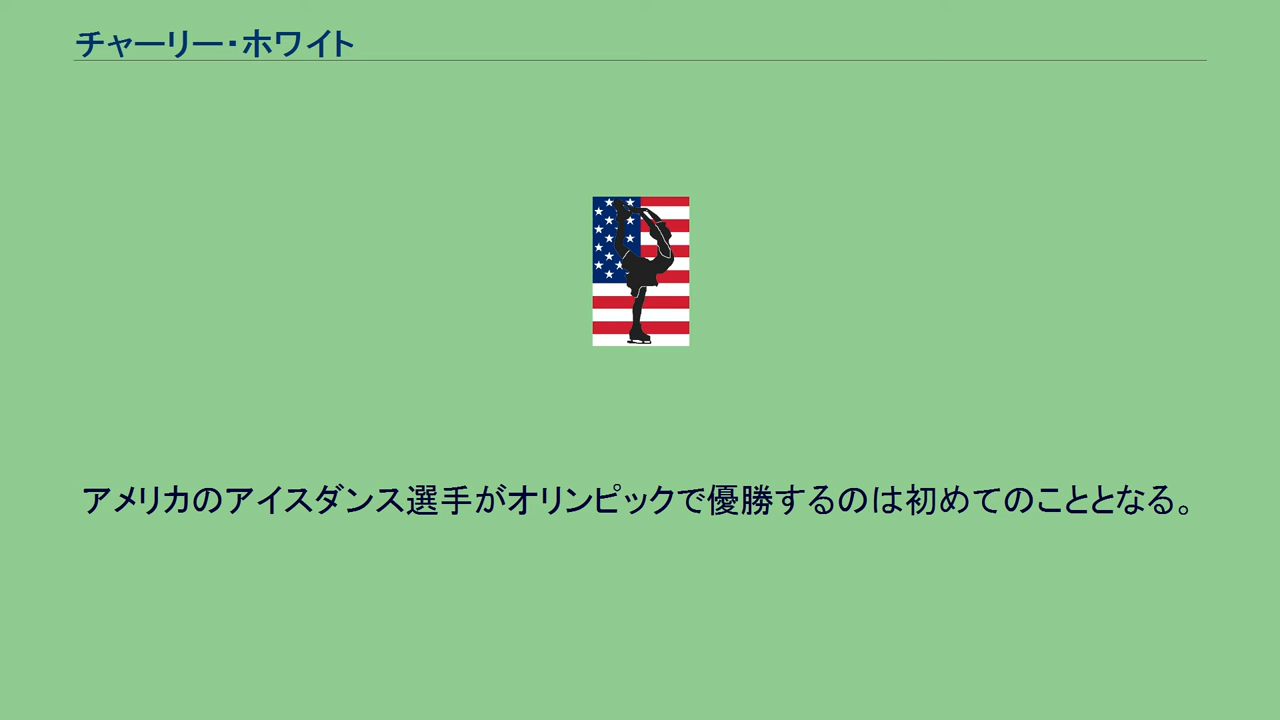 チャーリー・ホワイト
アメリカのアイスダンス選手がオリンピックで優勝するのは初めてのこととなる。